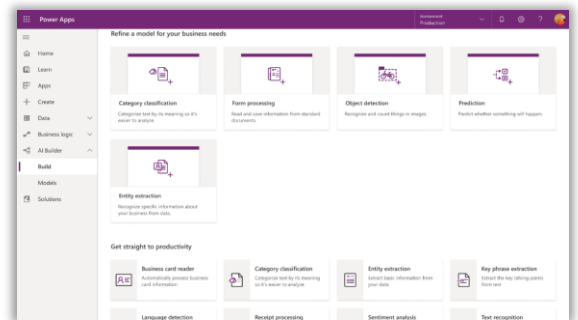 Power Apps
Environment
Production
?
Home
Learn
Apps
Create
Data
Business logic
AI Builder
Build
Models
Solutions
Refine a model for your business needs
Category classification
Categorize text by its meaning so it's
easier to analyze.
Form processing
Read and save information from standard
documents.
Object detection
Recognize and count things in images.
Prediction
Predict whether something will happen.
Entity extraction
Recognize specific information about
your business from data.
Get straight to productivity
Business card reader
Automatically process business
card information
Category classification
Categorize text by its meaning
so it's easier to analyze.
Entity extraction
Extract basic information from
your data
Key phrase extraction
Extract the key talking points
from text
Language detection
Receipt processing
Sentiment analysis
Text recognition